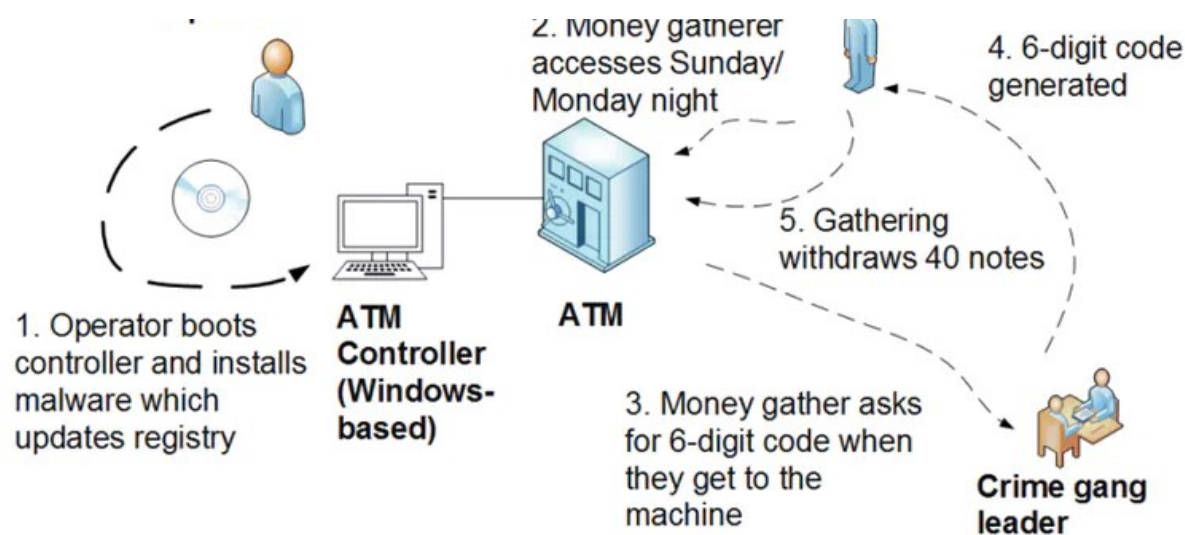 2. Money gatherer
accesses Sunday/
Monday night
4. 6-digit code
generated
5. Gathering
withdraws 40 notes
1. Operator boots
controller and installs
malware which
updates registry
ATM
Controller
(Windows-
based)
ATM
3. Money gather asks
for 6-digit code when
they get to the
machine
Crime gang
leader